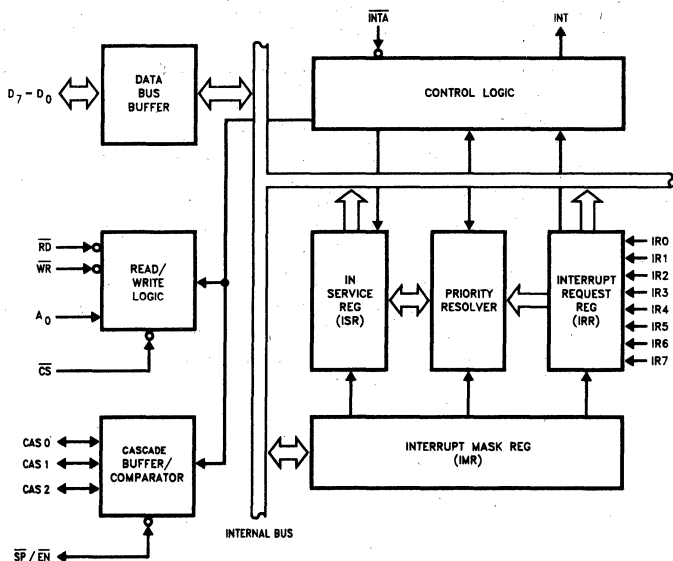 INTA
INT
D7 – D0
DATA
BUS
BUFFER
CONTROL LOGIC
RD
WR
A0
CS
READ/
WRITE
LOGIC
IN
SERVICE
REG
(ISR)
PRIORITY
RESOLVER
INTERRUPT
REQUEST
REG
(IRR)
IR0
IR1
IR2
IR3
IR4
IR5
IR6
IR7
CAS 0
CAS 1
CAS 2
CASCADE
BUFFER/
COMPARATOR
INTERRUPT MASK REG
(IMR)
SP / EN
INTERNAL BUS